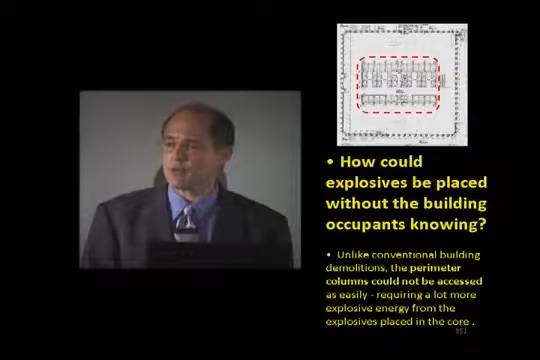 • How could
explosives be placed
without the building
occupants knowing?
• Unlike conventional building
demolitions, the perimeter
columns could not be accessed
as easily - requiring a lot more
explosive energy from the
explosives placed in the core .